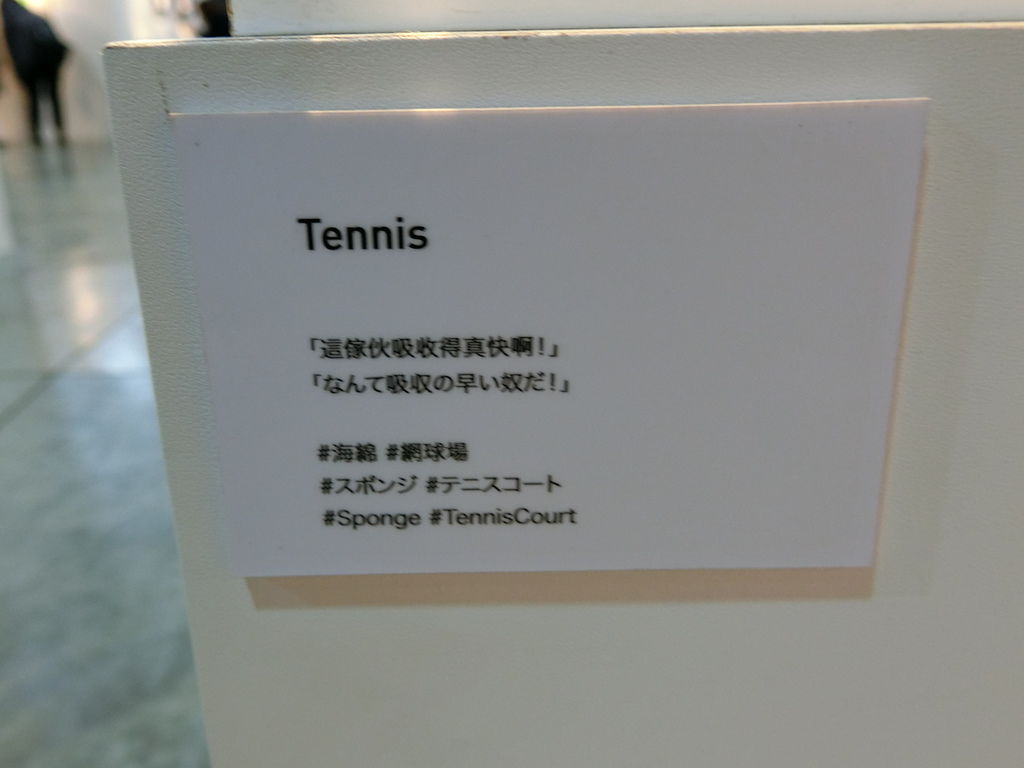 Tennis
「這傢伙吸收得真快啊!」
「なんて吸収の早い奴だ!」
#海綿 #網球場
#スポンジ #テニスコート
#Sponge #TennisCourt